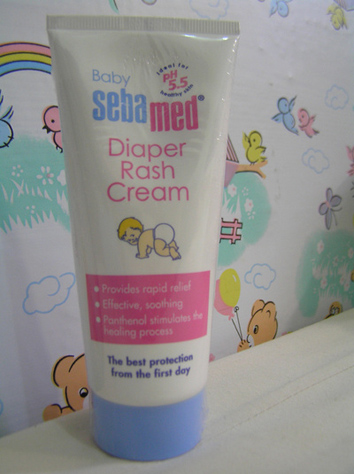 Baby
sebamed®
ideal for
pH
5.5
healthy skin
Diaper
Rash
Cream
• Provides rapid relief
• Effective, soothing
• Panthenol stimulates the
healing process
The best protection
from the first day